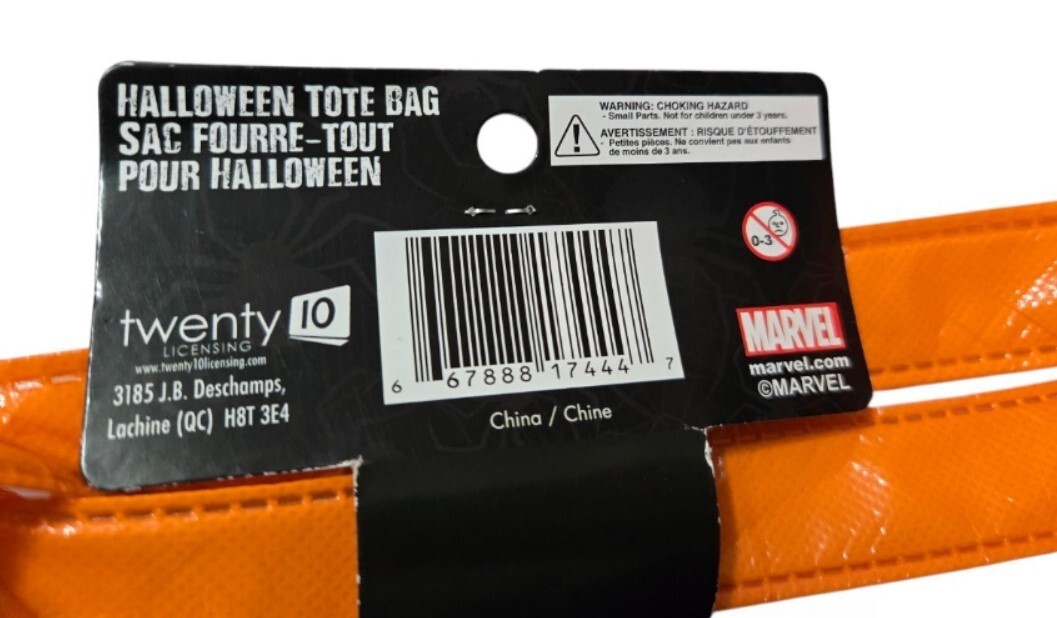 HALLOWEEN TOTE BAG
SAC FOURRE-TOUT
POUR HALLOWEEN
WARNING: CHOKING HAZARD
- Small Parts. Not for children under 3 years.
AVERTISSEMENT : RISQUE D'ÉTOUFFEMENT
- Petites pièces. Ne convient pas aux enfants
de moins de 3 ans.
0-3
twenty 10
LICENSING
www.twenty10licensing.com
3185 J.B. Deschamps,
Lachine (QC) H8T 3E4
6 67888 17444 7
China / Chine
MARVEL
marvel.com
©MARVEL